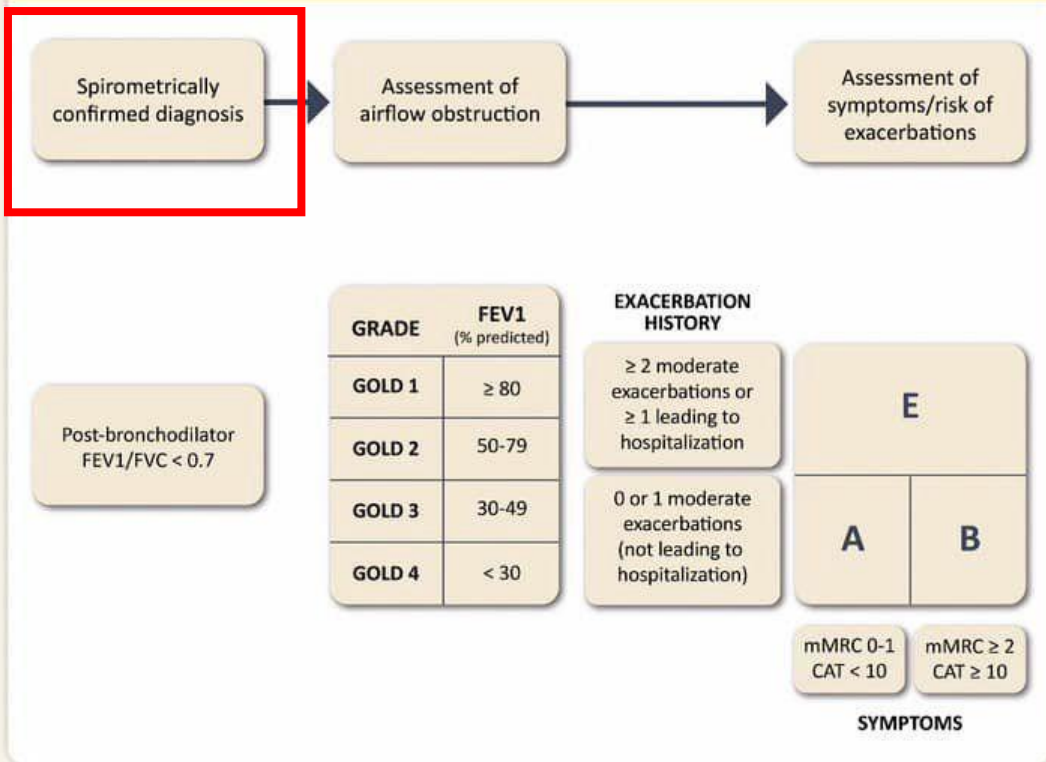 Spirometrically
confirmed diagnosis
Assessment of
airflow obstruction
Assessment of
symptoms/risk of
exacerbations
Post-bronchodilator
FEV1/FVC < 0.7
GRADE
FEV1
(% predicted)
GOLD 1
≥ 80
GOLD 2
50-79
GOLD 3
30-49
GOLD 4
< 30
EXACERBATION
HISTORY
≥ 2 moderate
exacerbations or
≥ 1 leading to
hospitalization
0 or 1 moderate
exacerbations
(not leading to
hospitalization)
E
A
B
mMRC 0-1
CAT < 10
mMRC ≥ 2
CAT ≥ 10
SYMPTOMS